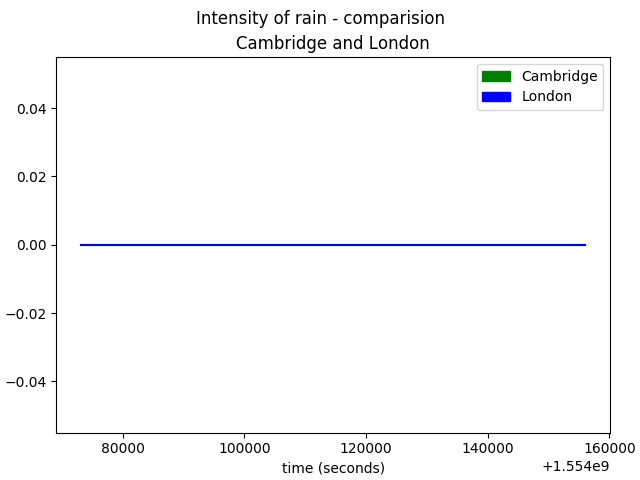 Intensity of rain - comparision
Cambridge and London
Cambridge
London
0.04
0.02
0.00
−0.02
−0.04
80000 100000 120000 140000 160000
time (seconds)
+1.554e9